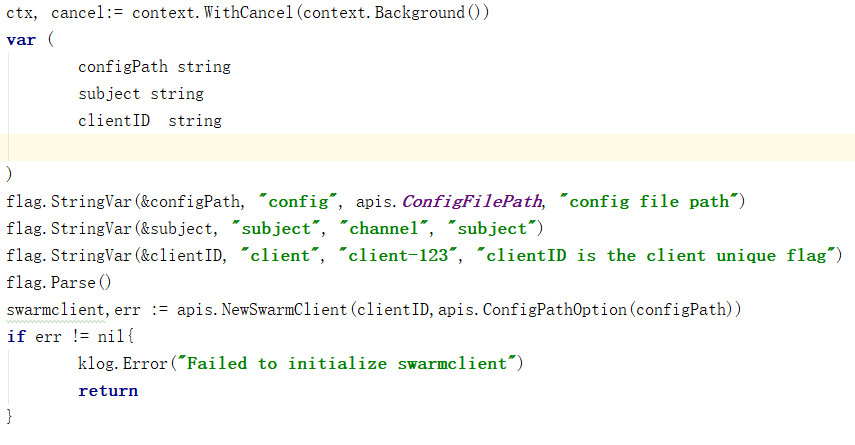 ctx, cancel:= context.WithCancel(context.Background())
var (
configPath string
subject string
clientID  string
)
flag.StringVar(&configPath, "config", apis.ConfigFilePath, "config file path")
flag.StringVar(&subject, "subject", "channel", "subject")
flag.StringVar(&clientID, "client", "client-123", "clientID is the client unique flag")
flag.Parse()
swarmclient,err := apis.NewSwarmClient(clientID,apis.ConfigPathOption(configPath))
if err != nil{
klog.Error("Failed to initialize swarmclient")
return
}